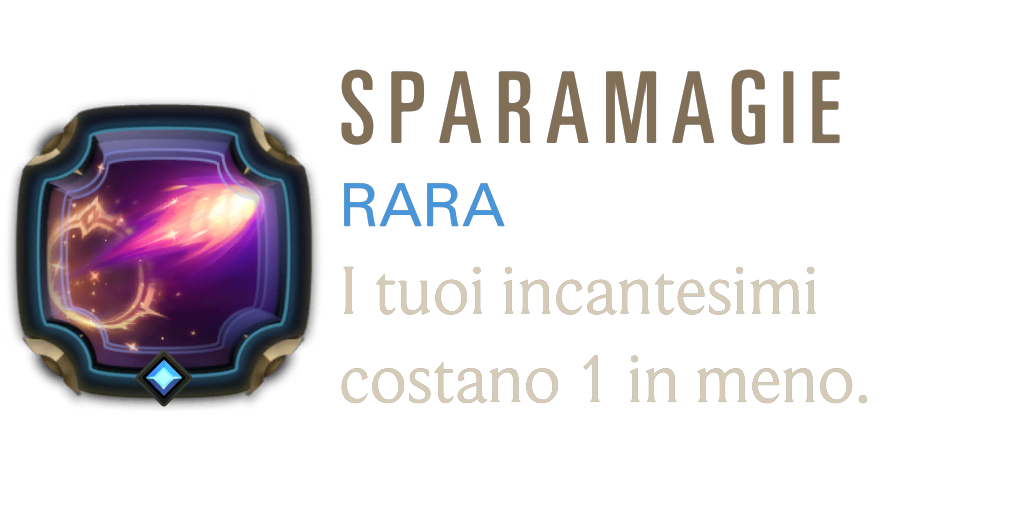 SPARAMAGIE
RARA
I tuoi incantesimi
costano 1 in meno.